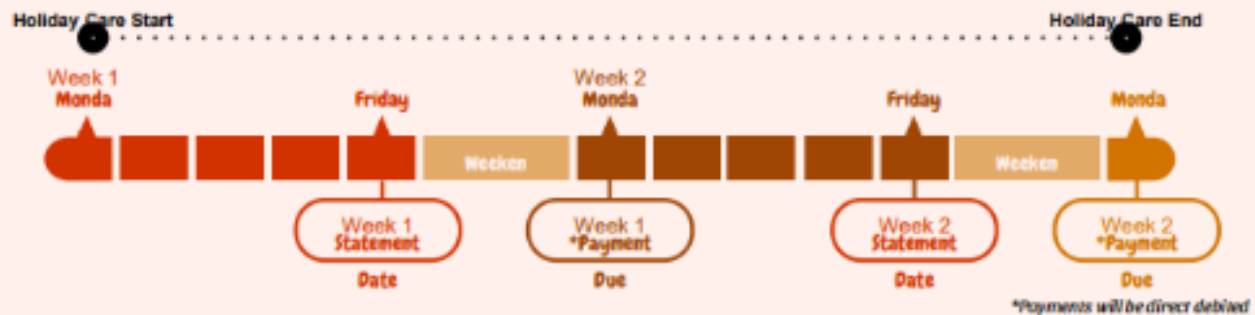 Holiday Care Start
Holiday Care End
Week 1
Monda
Friday
Week 2
Monda
Friday
Monda
Weeken
Weeken
Week 1
Statement
Date
Week 1
*Payment
Due
Week 2
Statement
Date
Week 2
*Payment
Due
*Payments will be direct debited